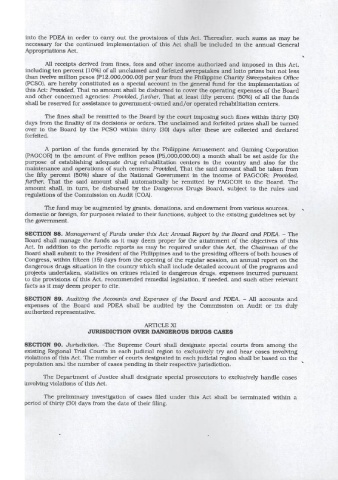 into the PDEA in order to carry out the provisions of this Act. Thereafter, such sums as may be
necessary for the continued implementation of this Act shall be included in the annual General
Appropriations Act.
All receipts derived from fines, fees and other income authorized and imposed in this Act,
including ten percent (10%) of all unclaimed and forfeited sweepstakes and lotto prizes but not less
than twelve million pesos (P12,000,000.00) per year from the Philippine Charity Sweepstakes Office
(PCSO), are hereby constituted as a special account in the general fund for the implementation of
this Act: Provided, That no amount shall be disbursed to cover the operating expenses of the Board
and other concerned agencies: Provided, further, That at least fifty percent (50%) of all the funds
shall be reserved for assistance to government-owned and/or operated rehabilitation centers.
The fines shall be remitted to the Board by the court imposing such fines within thirty (30)
days from the finality of its decisions or orders. The unclaimed and forfeited prizes shall be turned
over to the Board by the PCSO within thirty (30) days after these are collected and declared
forfeited.
A portion of the funds generated by the Philippine Amusement and Gaming Corporation
(PAGCOR) in the amount of Five million pesos (P5,000,000.00) a month shall be set aside for the
purpose of establishing adequate drug rehabilitation centers in the country and also for the
maintenance and operations of such centers: Provided, That the said amount shall be taken from
the fifty percent (50%) share of the National Government in the income of PAGCOR: Provided,
further, That the said amount shall automatically be remitted by PAGCOR to the Board. The
amount shall, in turn, be disbursed by the Dangerous Drugs Board, subject to the rules and
regulations of the Commission on Audit (COA).
The fund may be augmented by grants, donations, and endowment from various sources,
domestic or foreign, for purposes related to their functions, subject to the existing guidelines set by
the government.
SECTION 88. Management of Funds under this Act; Annual Report by the Board and PDEA. – The
Board shall manage the funds as it may deem proper for the attainment of the objectives of this
Act. In addition to the periodic reports as may be required under this Act, the Chairman of the
Board shall submit to the President of the Philippines and to the presiding officers of both houses of
Congress, within fifteen (15) days from the opening of the regular session, an annual report on the
dangerous drugs situation in the country which shall include detailed account of the programs and
projects undertaken, statistics on crimes related to dangerous drugs, expenses incurred pursuant
to the provisions of this Act, recommended remedial legislation, if needed, and such other relevant
facts as it may deem proper to cite.
SECTION 89. Auditing the Accounts and Expenses of the Board and PDEA. – All accounts and
expenses of the Board and PDEA shall be audited by the Commission on Audit or its duly
authorized representative.
ARTICLE XI
JURISDICTION OVER DANGEROUS DRUGS CASES
SECTION 90. Jurisdiction. -The Supreme Court shall designate special courts from among the
existing Regional Trial Courts in each judicial region to exclusively try and hear cases involving
violations of this Act. The number of courts designated in each judicial region shall be based on the
population and the number of cases pending in their respective jurisdiction.
The Department of Justice shall designate special prosecutors to exclusively handle cases
involving violations of this Act.
The preliminary investigation of cases filed under this Act shall be terminated within a
period of thirty (30) days from the date of their filing.